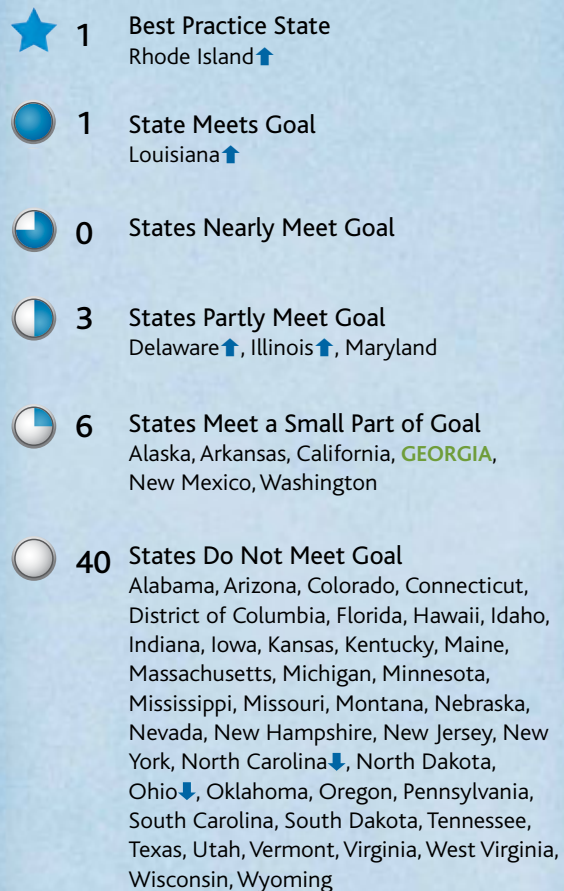 1 Best Practice State
Rhode Island⬆
1 State Meets Goal
Louisiana⬆
0 States Nearly Meet Goal
3 States Partly Meet Goal
Delaware⬆, Illinois⬆, Maryland
6 States Meet a Small Part of Goal
Alaska, Arkansas, California, GEORGIA,
New Mexico, Washington
40 States Do Not Meet Goal
Alabama, Arizona, Colorado, Connecticut,
District of Columbia, Florida, Hawaii, Idaho,
Indiana, Iowa, Kansas, Kentucky, Maine,
Massachusetts, Michigan, Minnesota,
Mississippi, Missouri, Montana, Nebraska,
Nevada, New Hampshire, New Jersey, New
York, North Carolina⬇, North Dakota,
Ohio⬇, Oklahoma, Oregon, Pennsylvania,
South Carolina, South Dakota, Tennessee,
Texas, Utah, Vermont, Virginia, West Virginia,
Wisconsin, Wyoming